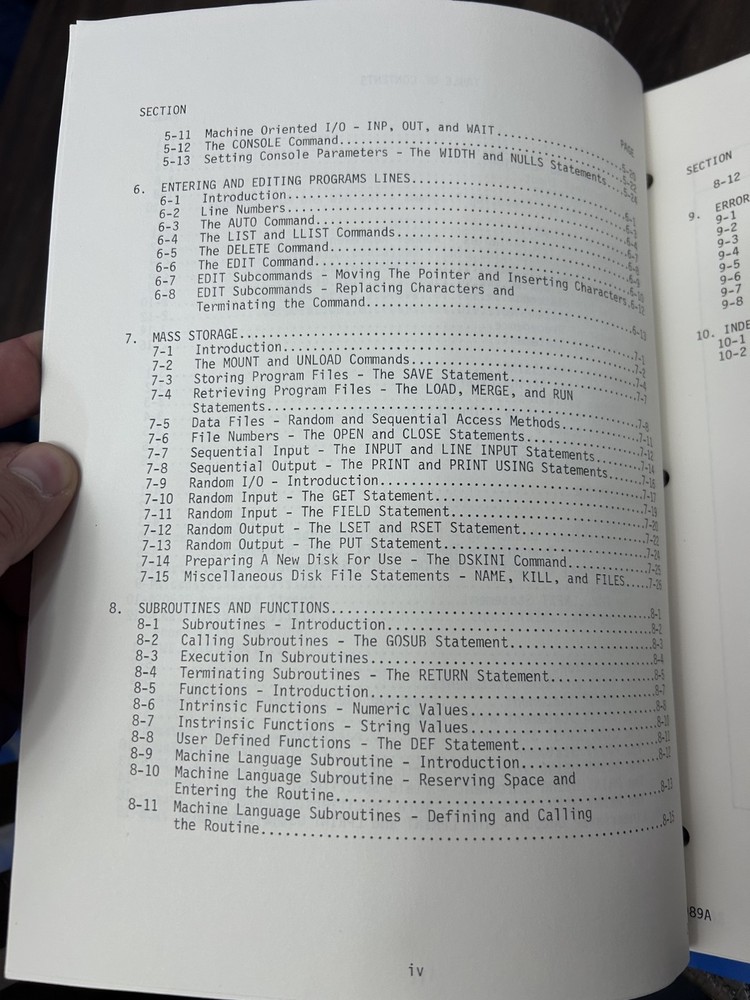 SECTION
PAGE
5-11 Machine Oriented I/O - INP, OUT, and WAIT
5-12 The CONSOLE Command
5-13 Setting Console Parameters - The WIDTH and NULLS Statements
6. ENTERING AND EDITING PROGRAMS LINES
6-1 Introduction
6-2 Line Numbers
6-3 The AUTO Command
6-4 The LIST and LLIST Commands
6-5 The DELETE Command
6-6 The EDIT Command
6-7 EDIT Subcommands - Moving The Pointer and Inserting Characters
6-8 EDIT Subcommands - Replacing Characters and
Terminating the Command
7. MASS STORAGE
7-1 Introduction
7-2 The MOUNT and UNLOAD Commands
7-3 Storing Program Files - The SAVE Statement
7-4 Retrieving Program Files - The LOAD, MERGE, and RUN
Statements
7-5 Data Files - Random and Sequential Access Methods
7-6 File Numbers - The OPEN and CLOSE Statements
7-7 Sequential Input - The INPUT and LINE INPUT Statements
7-8 Sequential Output - The PRINT and PRINT USING Statements
7-9 Random I/O - Introduction
7-10 Random Input - The GET Statement
7-11 Random Input - The FIELD Statement
7-12 Random Output - The LSET and RSET Statement
7-13 Random Output - The PUT Statement
7-14 Preparing A New Disk For Use - The DSKINI Command
7-15 Miscellaneous Disk File Statements - NAME, KILL, and FILES
8. SUBROUTINES AND FUNCTIONS
8-1 Subroutines - Introduction
8-2 Calling Subroutines - The GOSUB Statement
8-3 Execution In Subroutines
8-4 Terminating Subroutines - The RETURN Statement
8-5 Functions - Introduction
8-6 Intrinsic Functions - Numeric Values
8-7 Instrinsic Functions - String Values
8-8 User Defined Functions - The DEF Statement
8-9 Machine Language Subroutine - Introduction
8-10 Machine Language Subroutine - Reserving Space and
Entering the Routine
8-11 Machine Language Subroutines - Defining and Calling
the Routine
iv
SECTION
8-12
9. ERROR
9-1
9-2
9-3
9-4
9-5
9-6
9-7
9-8
10. INDE
10-1
10-2
89A